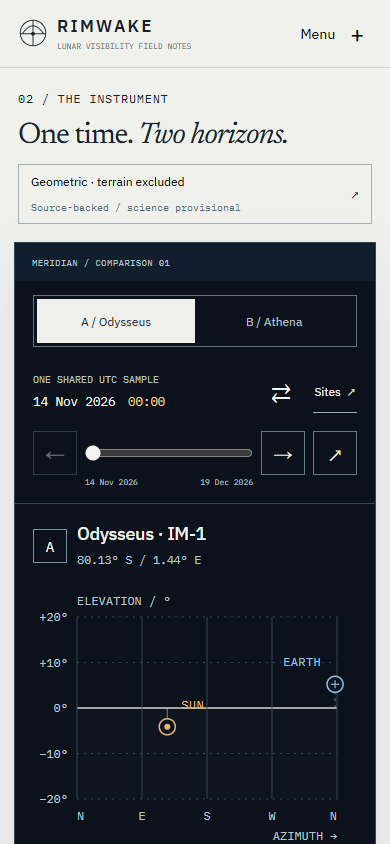 RIMWAKE
LUNAR VISIBILITY FIELD NOTES
Menu +
02 / THE INSTRUMENT
One time. Two horizons.
Geometric · terrain excluded
Source-backed / science provisional
↗
MERIDIAN / COMPARISON 01
A / Odysseus
B / Athena
ONE SHARED UTC SAMPLE
14 Nov 2026 00:00
⇄
Sites ↗
←
→
↗
14 Nov 2026
19 Dec 2026
A
Odysseus · IM-1
80.13° S / 1.44° E
ELEVATION / °
+20°
+10°
EARTH
0°
SUN
−10°
−20°
N E S W N
AZIMUTH →